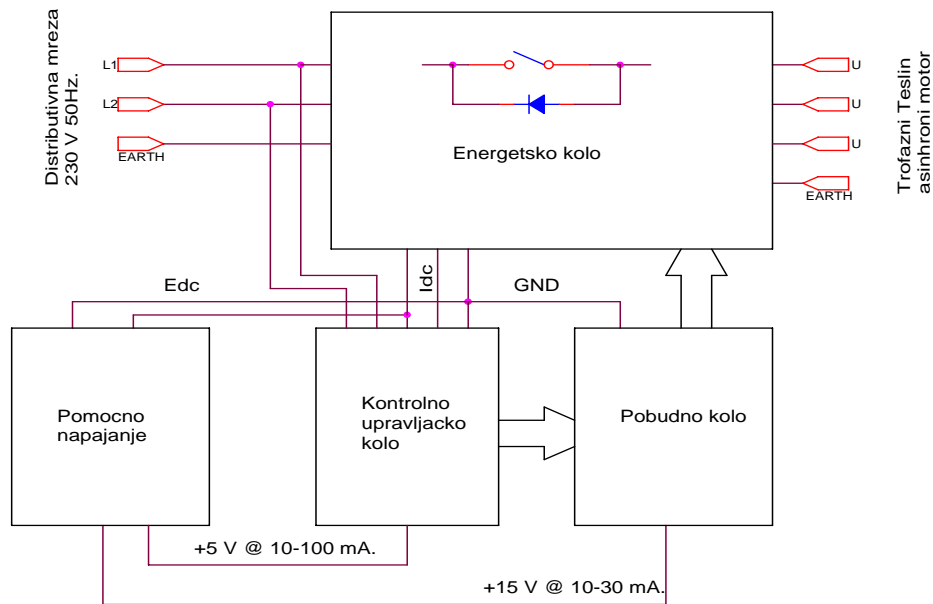 Distributivna mreza
230 V 50Hz.
L1
L2
EARTH
Energetsko kolo
U
U
U
EARTH
Trofazni Teslin
asinhroni motor
Edc
Idc
GND
Pomocno
napajanje
Kontrolno
upravljacko
kolo
Pobudno kolo
+5 V @ 10-100 mA.
+15 V @ 10-30 mA.